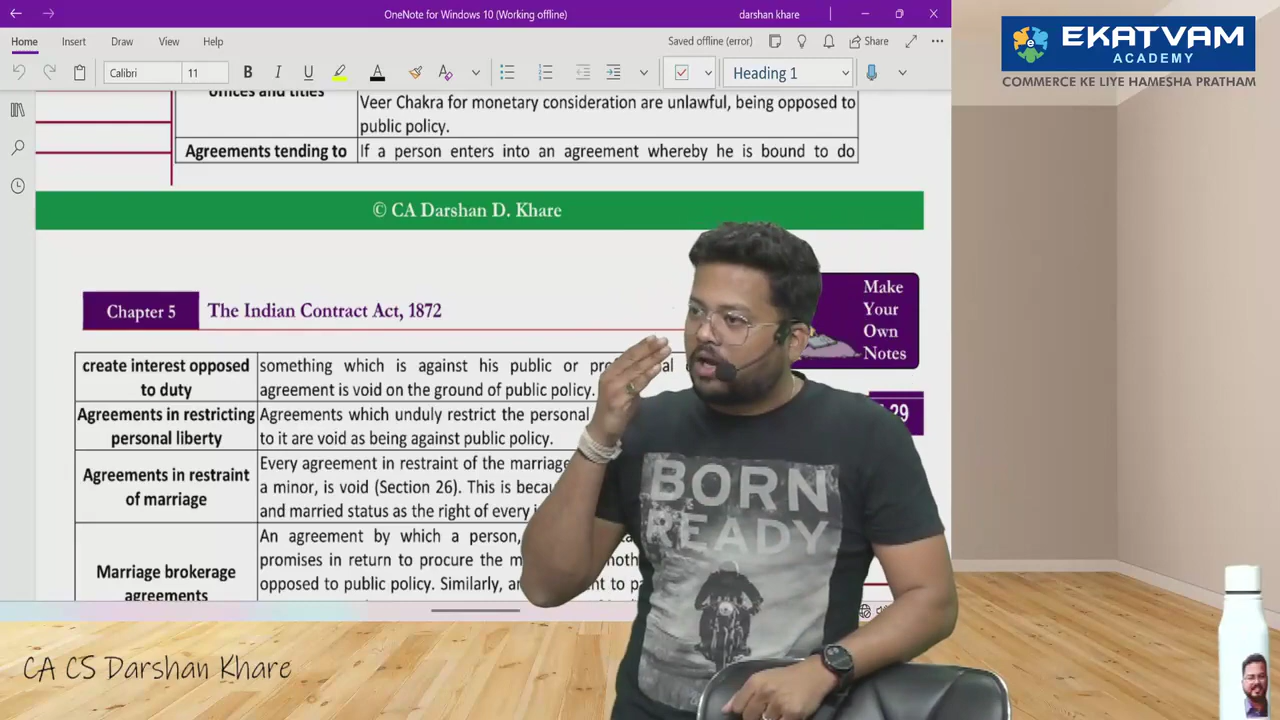 OneNote for Windows 10 (Working offline)
darshan khare
Home Insert Draw View Help
Saved offline (error)
Share
Calibri 11 B I U A Heading 1
EKATVAM
ACADEMY
COMMERCE KE LIYE HAMESHA PRATHAM
Offices and titles
Veer Chakra for monetary consideration are unlawful, being opposed to
public policy.
Agreements tending to
If a person enters into an agreement whereby he is bound to do
© CA Darshan D. Khare
Chapter 5
The Indian Contract Act, 1872
Make
Your
Own
Notes
29
create interest opposed
to duty
something which is against his public or
agreement is void on the ground of public policy.
Agreements in restricting
personal liberty
Agreements which unduly restrict the personal
to it are void as being against public policy.
Agreements in restraint
of marriage
Every agreement in restraint of the marriage
a minor, is void (Section 26). This is
and married status as the right of every
Marriage brokerage
agreements
An agreement by which a person,
promises in return to procure the
opposed to public policy. Similarly,
BORN
READY
CA CS Darshan Khare